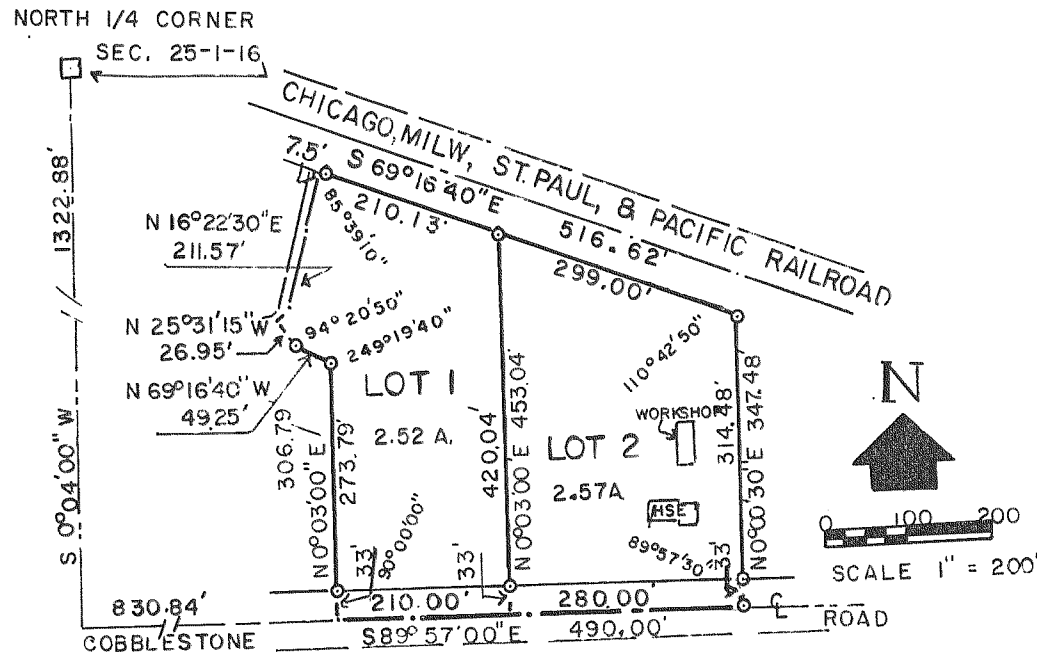 NORTH 1/4 CORNER
SEC. 25-1-16
CHICAGO, MILW, ST. PAUL, & PACIFIC RAILROAD
7.5'
S 69°16'40"E
516.62'
210.13'
299.00'
85°39'10"
1322.88'
S 0°04'00" W
N 16°22'30"E
211.57'
N 25°31'15"W
26.95'
94°20'50"
249°19'40"
N 69°16'40" W
49.25'
LOT 1
2.52 A.
306.79
N 0°03'00" E
273.79'
420.04'
N 0°03'00" E 453.04'
110°42'50"
WORKSHOP
LOT 2
2.57A
HSE
314.48'
N 0°00'30" E 347.48'
89°57'30"
33'
33'
33'
90°00'00"
N
0 100 200
SCALE 1" = 200'
830.84'
210.00'
280.00'
CL
COBBLESTONE
S 89°57'00"E
490.00'
ROAD